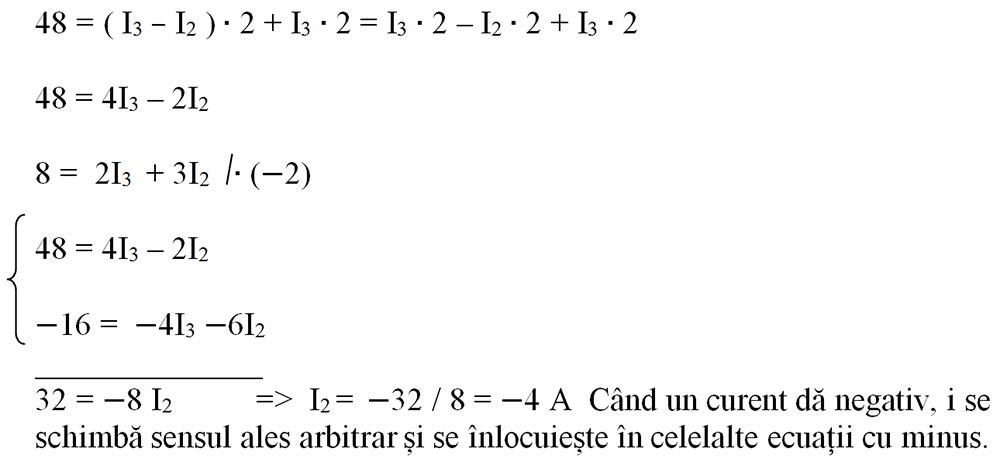 48 = ( I₃ – I₂ ) · 2 + I₃ · 2 = I₃ · 2 – I₂ · 2 + I₃ · 2
48 = 4I₃ – 2I₂
8 = 2I₃ + 3I₂ /· (−2)
48 = 4I₃ – 2I₂
−16 = −4I₃ −6I₂
32 = −8 I₂ => I₂ = −32 / 8 = −4 A Când un curent dă negativ, i se
schimbă sensul ales arbitrar și se înlocuiește în celelalte ecuații cu minus.